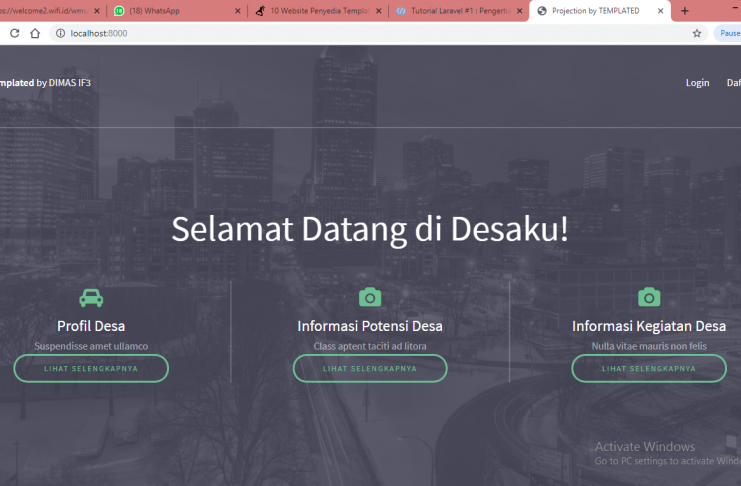 ps://welcome2.wifi.id/wms
(18) WhatsApp
10 Website Penyedia Templat
Tutorial Laravel #1 : Pengerti
Projection by TEMPLATED
localhost:8000
Pause
mplated by DIMAS IF3
Login
Daf
Selamat Datang di Desaku!
Profil Desa
Informasi Potensi Desa
Informasi Kegiatan Desa
Suspendisse amet ullamco
Class aptent taciti ad litora
Nulla vitae mauris non felis
LIHAT SELENGKAPNYA
LIHAT SELENGKAPNYA
LIHAT SELENGKAPNYA
Activate Windows
Go to PC settings to activate Windo